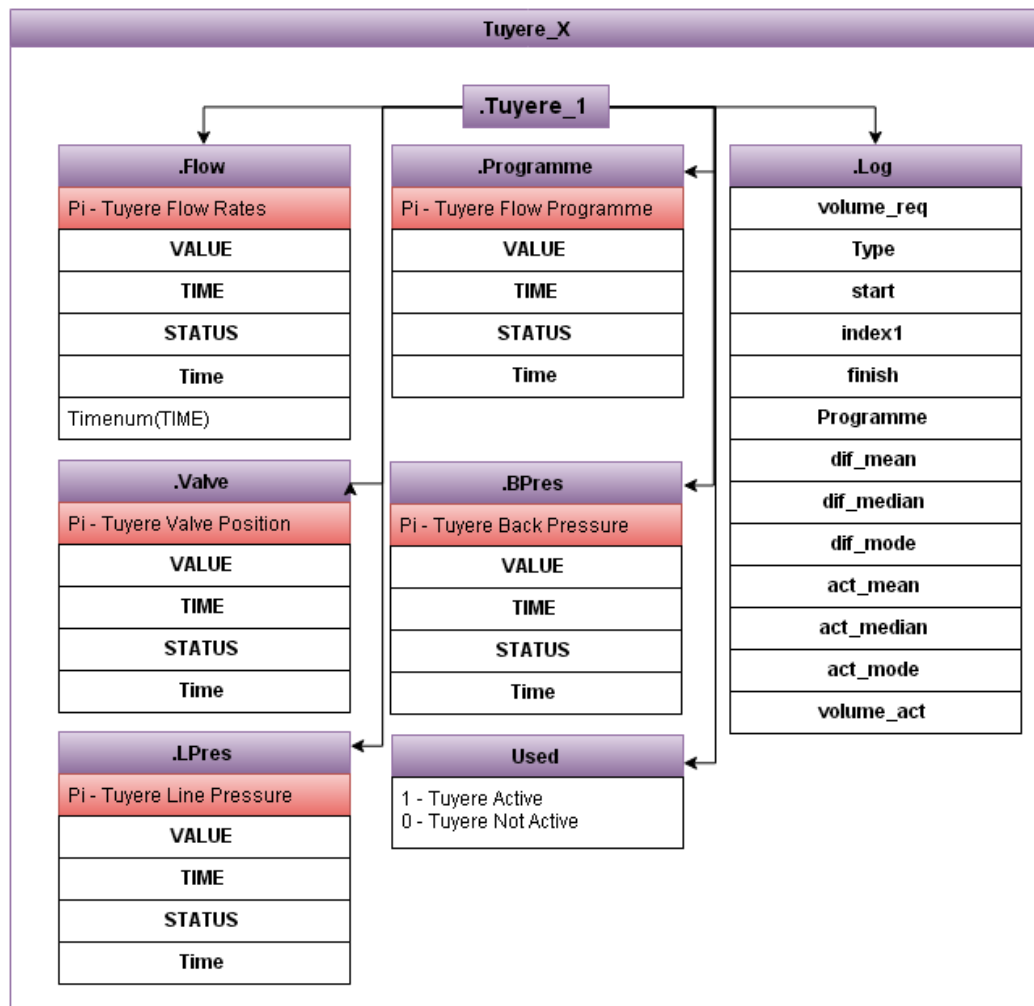 Tuyere_X
.Tuyere_1
.Flow
Pi - Tuyere Flow Rates
VALUE
TIME
STATUS
Time
Timenum(TIME)
.Programme
Pi - Tuyere Flow Programme
VALUE
TIME
STATUS
Time
.Log
volume_req
Type
start
index1
finish
Programme
dif_mean
dif_median
dif_mode
act_mean
act_median
act_mode
volume_act
.Valve
Pi - Tuyere Valve Position
VALUE
TIME
STATUS
Time
.BPres
Pi - Tuyere Back Pressure
VALUE
TIME
STATUS
Time
.LPres
Pi - Tuyere Line Pressure
VALUE
TIME
STATUS
Time
Used
1 - Tuyere Active
0 - Tuyere Not Active